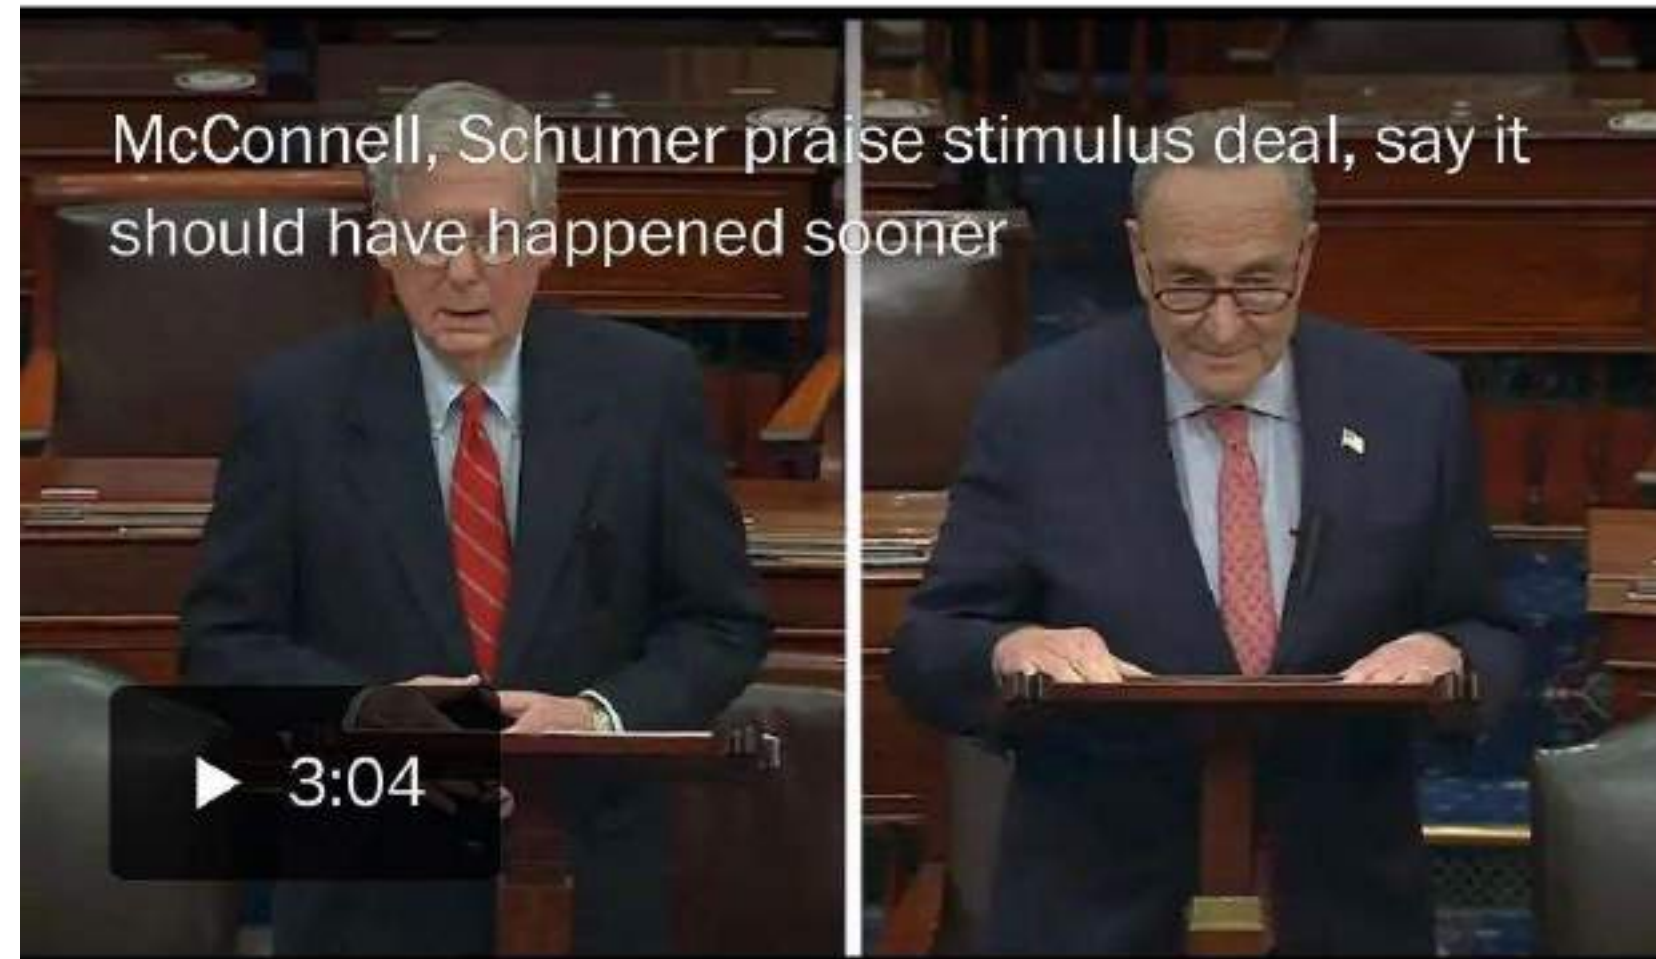 McConnell, Schumer praise stimulus deal, say it
should have happened sooner
3:04